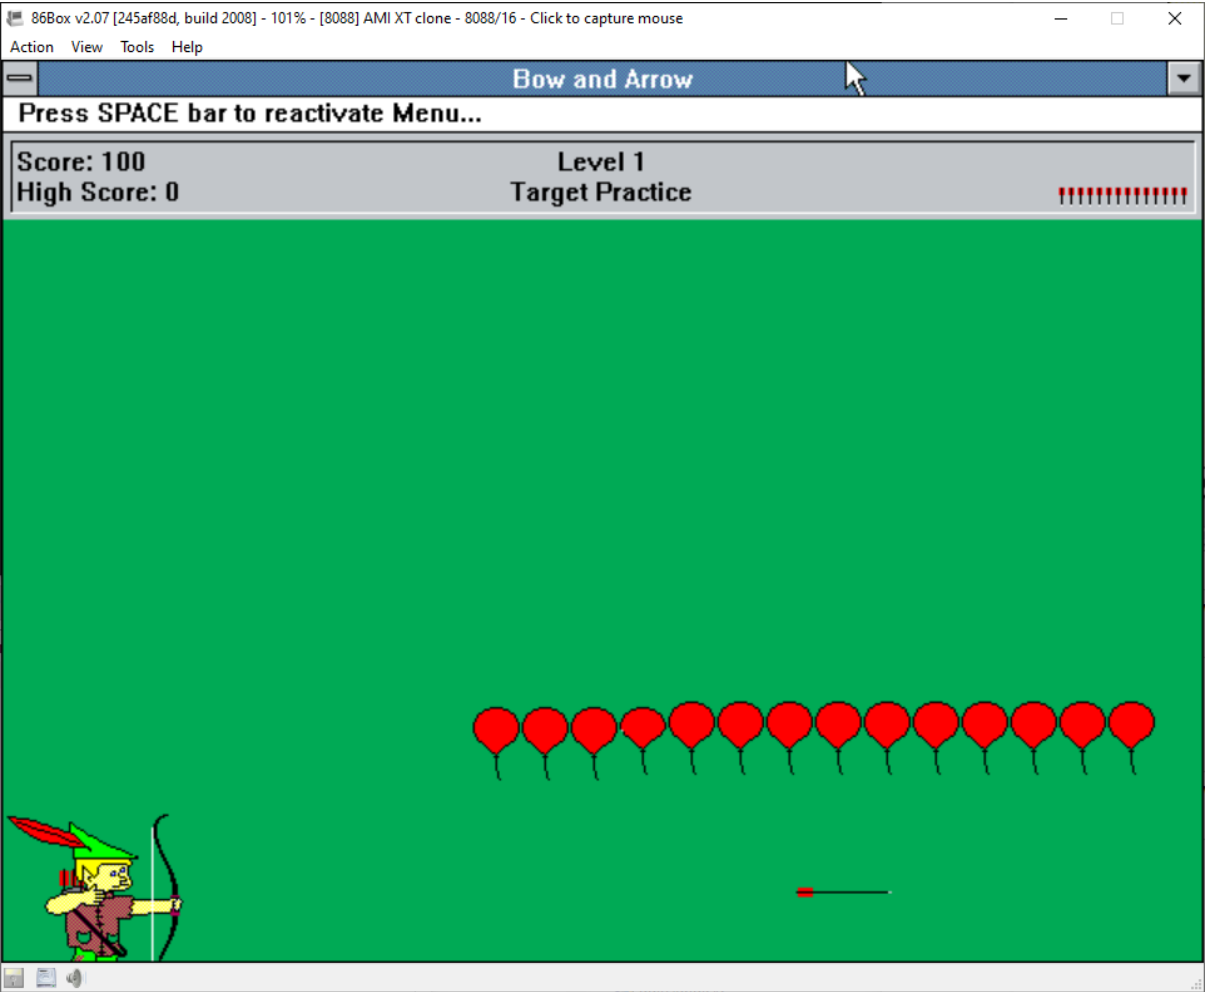 86Box v2.07 [245af88d, build 2008] - 101% - [8088] AMI XT clone - 8088/16 - Click to capture mouse
Action View Tools Help
Bow and Arrow
Press SPACE bar to reactivate Menu...
Score: 100
Level 1
High Score: 0
Target Practice